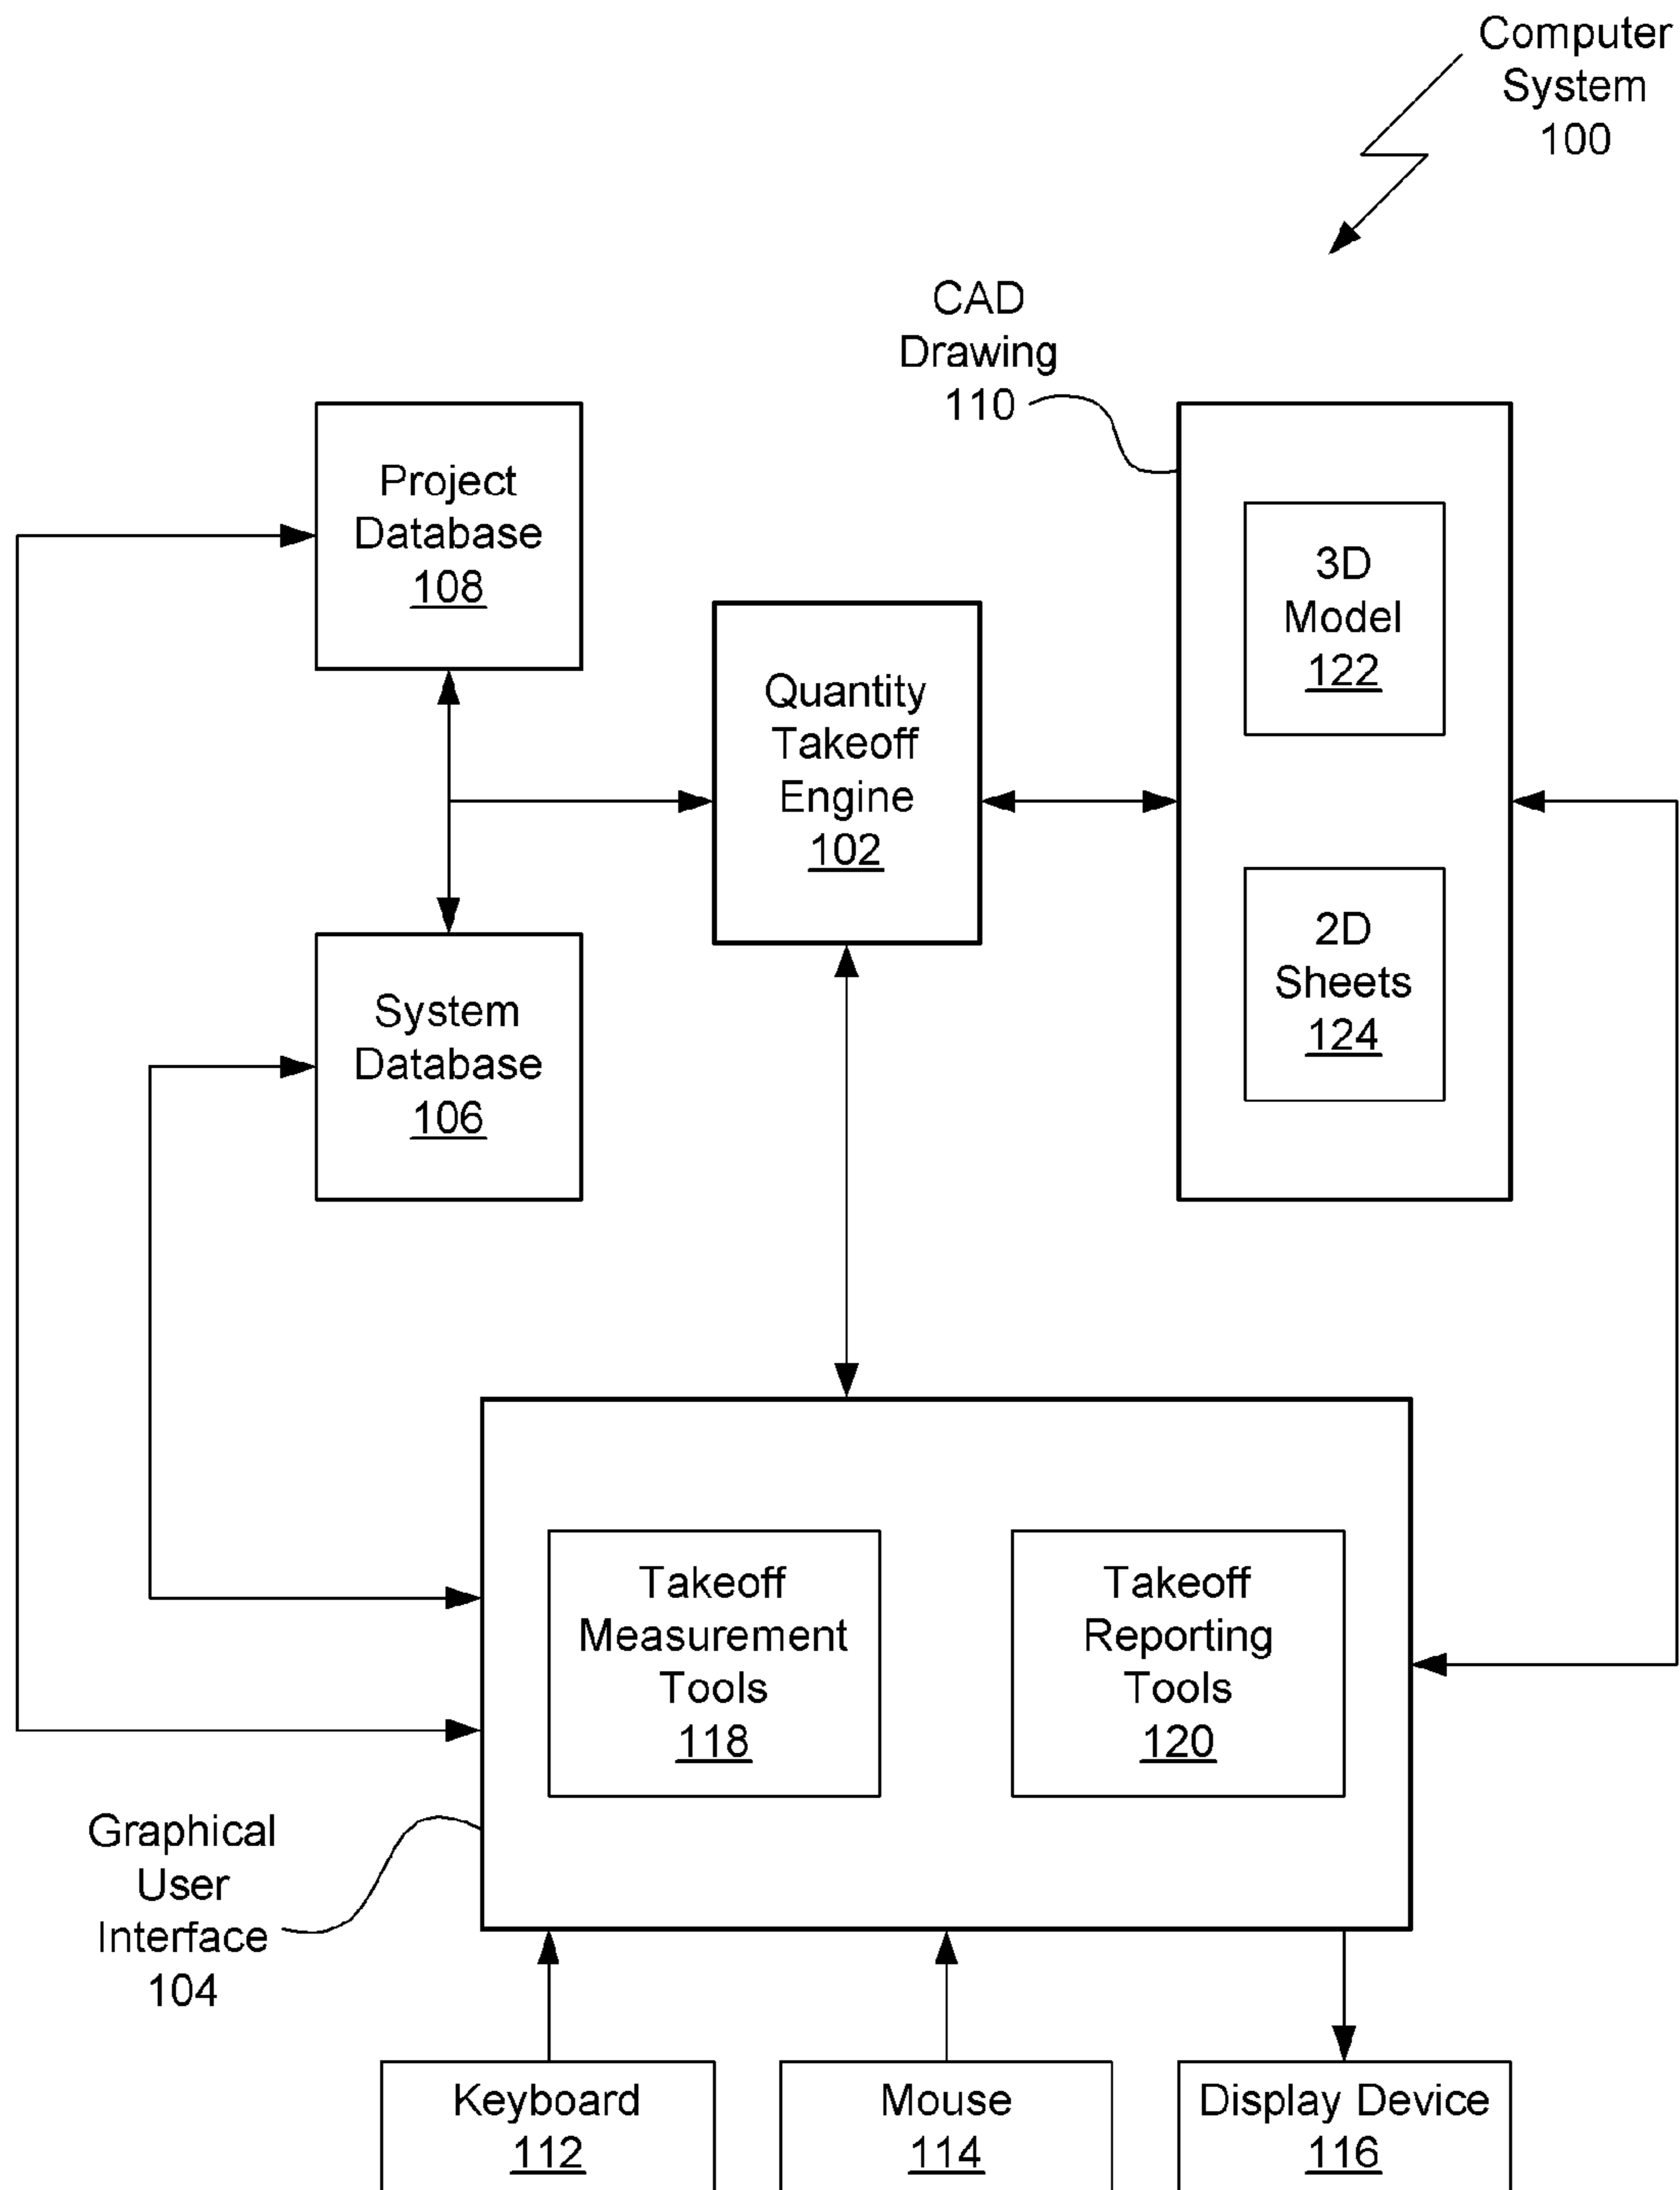 Computer
System
100
CAD
Drawing
110
Project
Database
108
3D
Model
122
Quantity
Takeoff
Engine
102
2D
Sheets
124
System
Database
106
Takeoff
Measurement
Tools
118
Takeoff
Reporting
Tools
120
Graphical
User
Interface
104
Keyboard
112
Mouse
114
Display Device
116